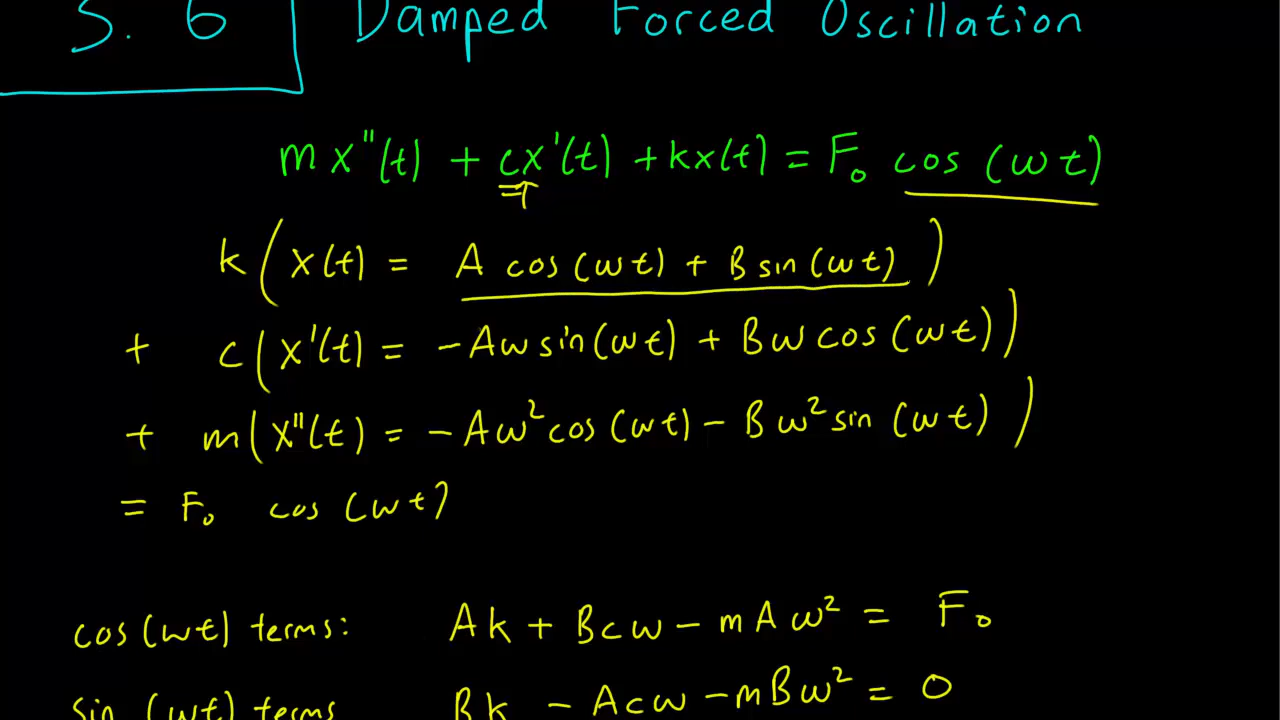 5.6 Damped Forced Oscillation
mx"(t) + cx'(t) + kx(t) = F₀ cos (ωt)
k(x(t) = A cos(ωt) + B sin(ωt))
+ c(x'(t) = -Aω sin(ωt) + Bω cos(ωt))
+ m(x"(t) = -Aω² cos(ωt) - Bω² sin(ωt))
= F₀ cos(ωt)
cos(ωt) terms: Ak + Bcω - mAω² = F₀
sin(ωt) terms Bk - Acω - mBω² = 0